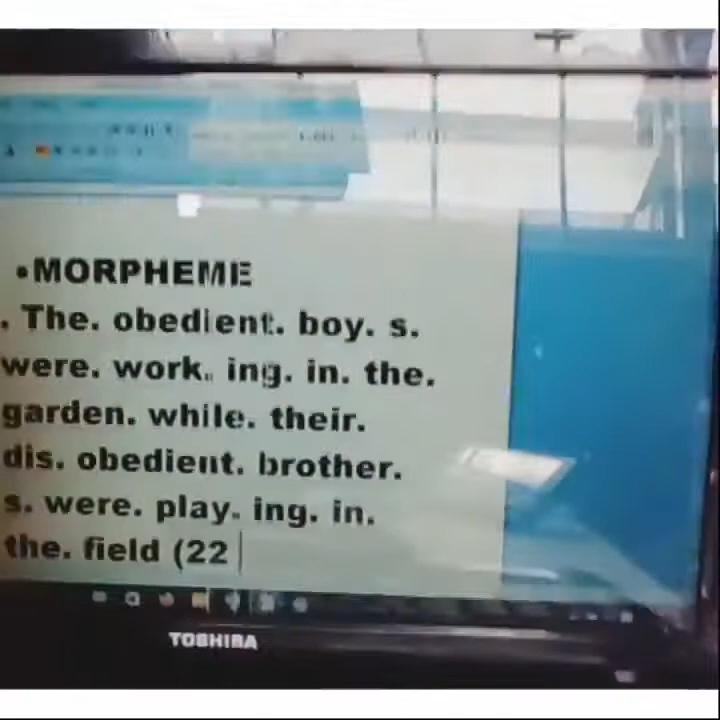 •MORPHEME
. The. obedient. boy. s.
were. work. ing. in. the.
garden. while. their.
dis. obedient. brother.
s. were. play. ing. in.
the. field (22
TOSHIBA